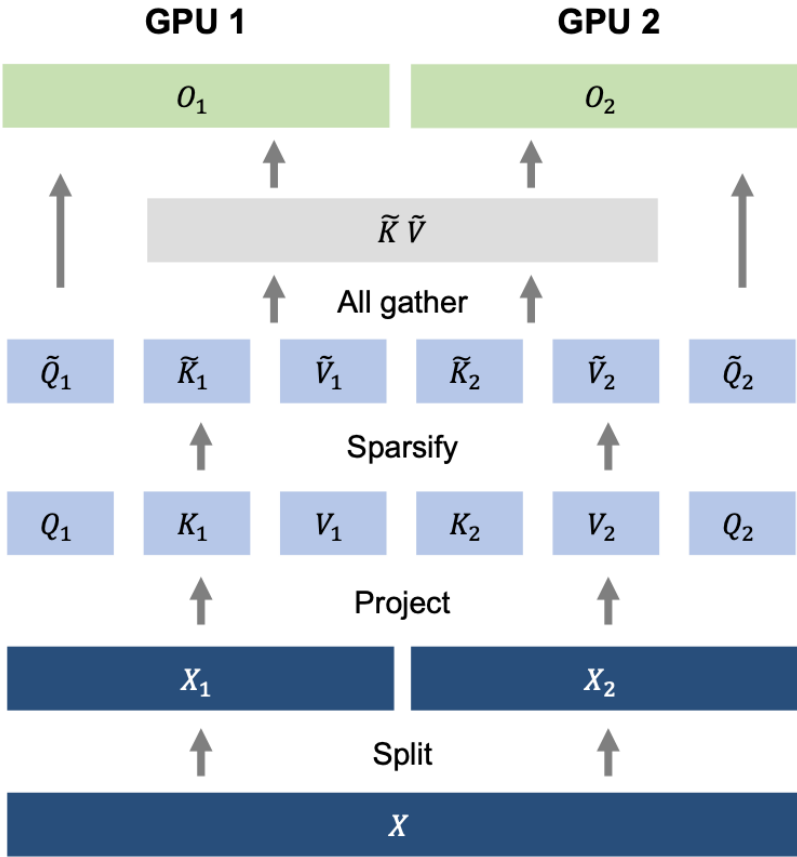 GPU 1 GPU 2
O₁ O₂
K̃ Ṽ
All gather
Q̃₁ K̃₁ Ṽ₁ K̃₂ Ṽ₂ Q̃₂
Sparsify
Q₁ K₁ V₁ K₂ V₂ Q₂
Project
X₁ X₂
Split
X